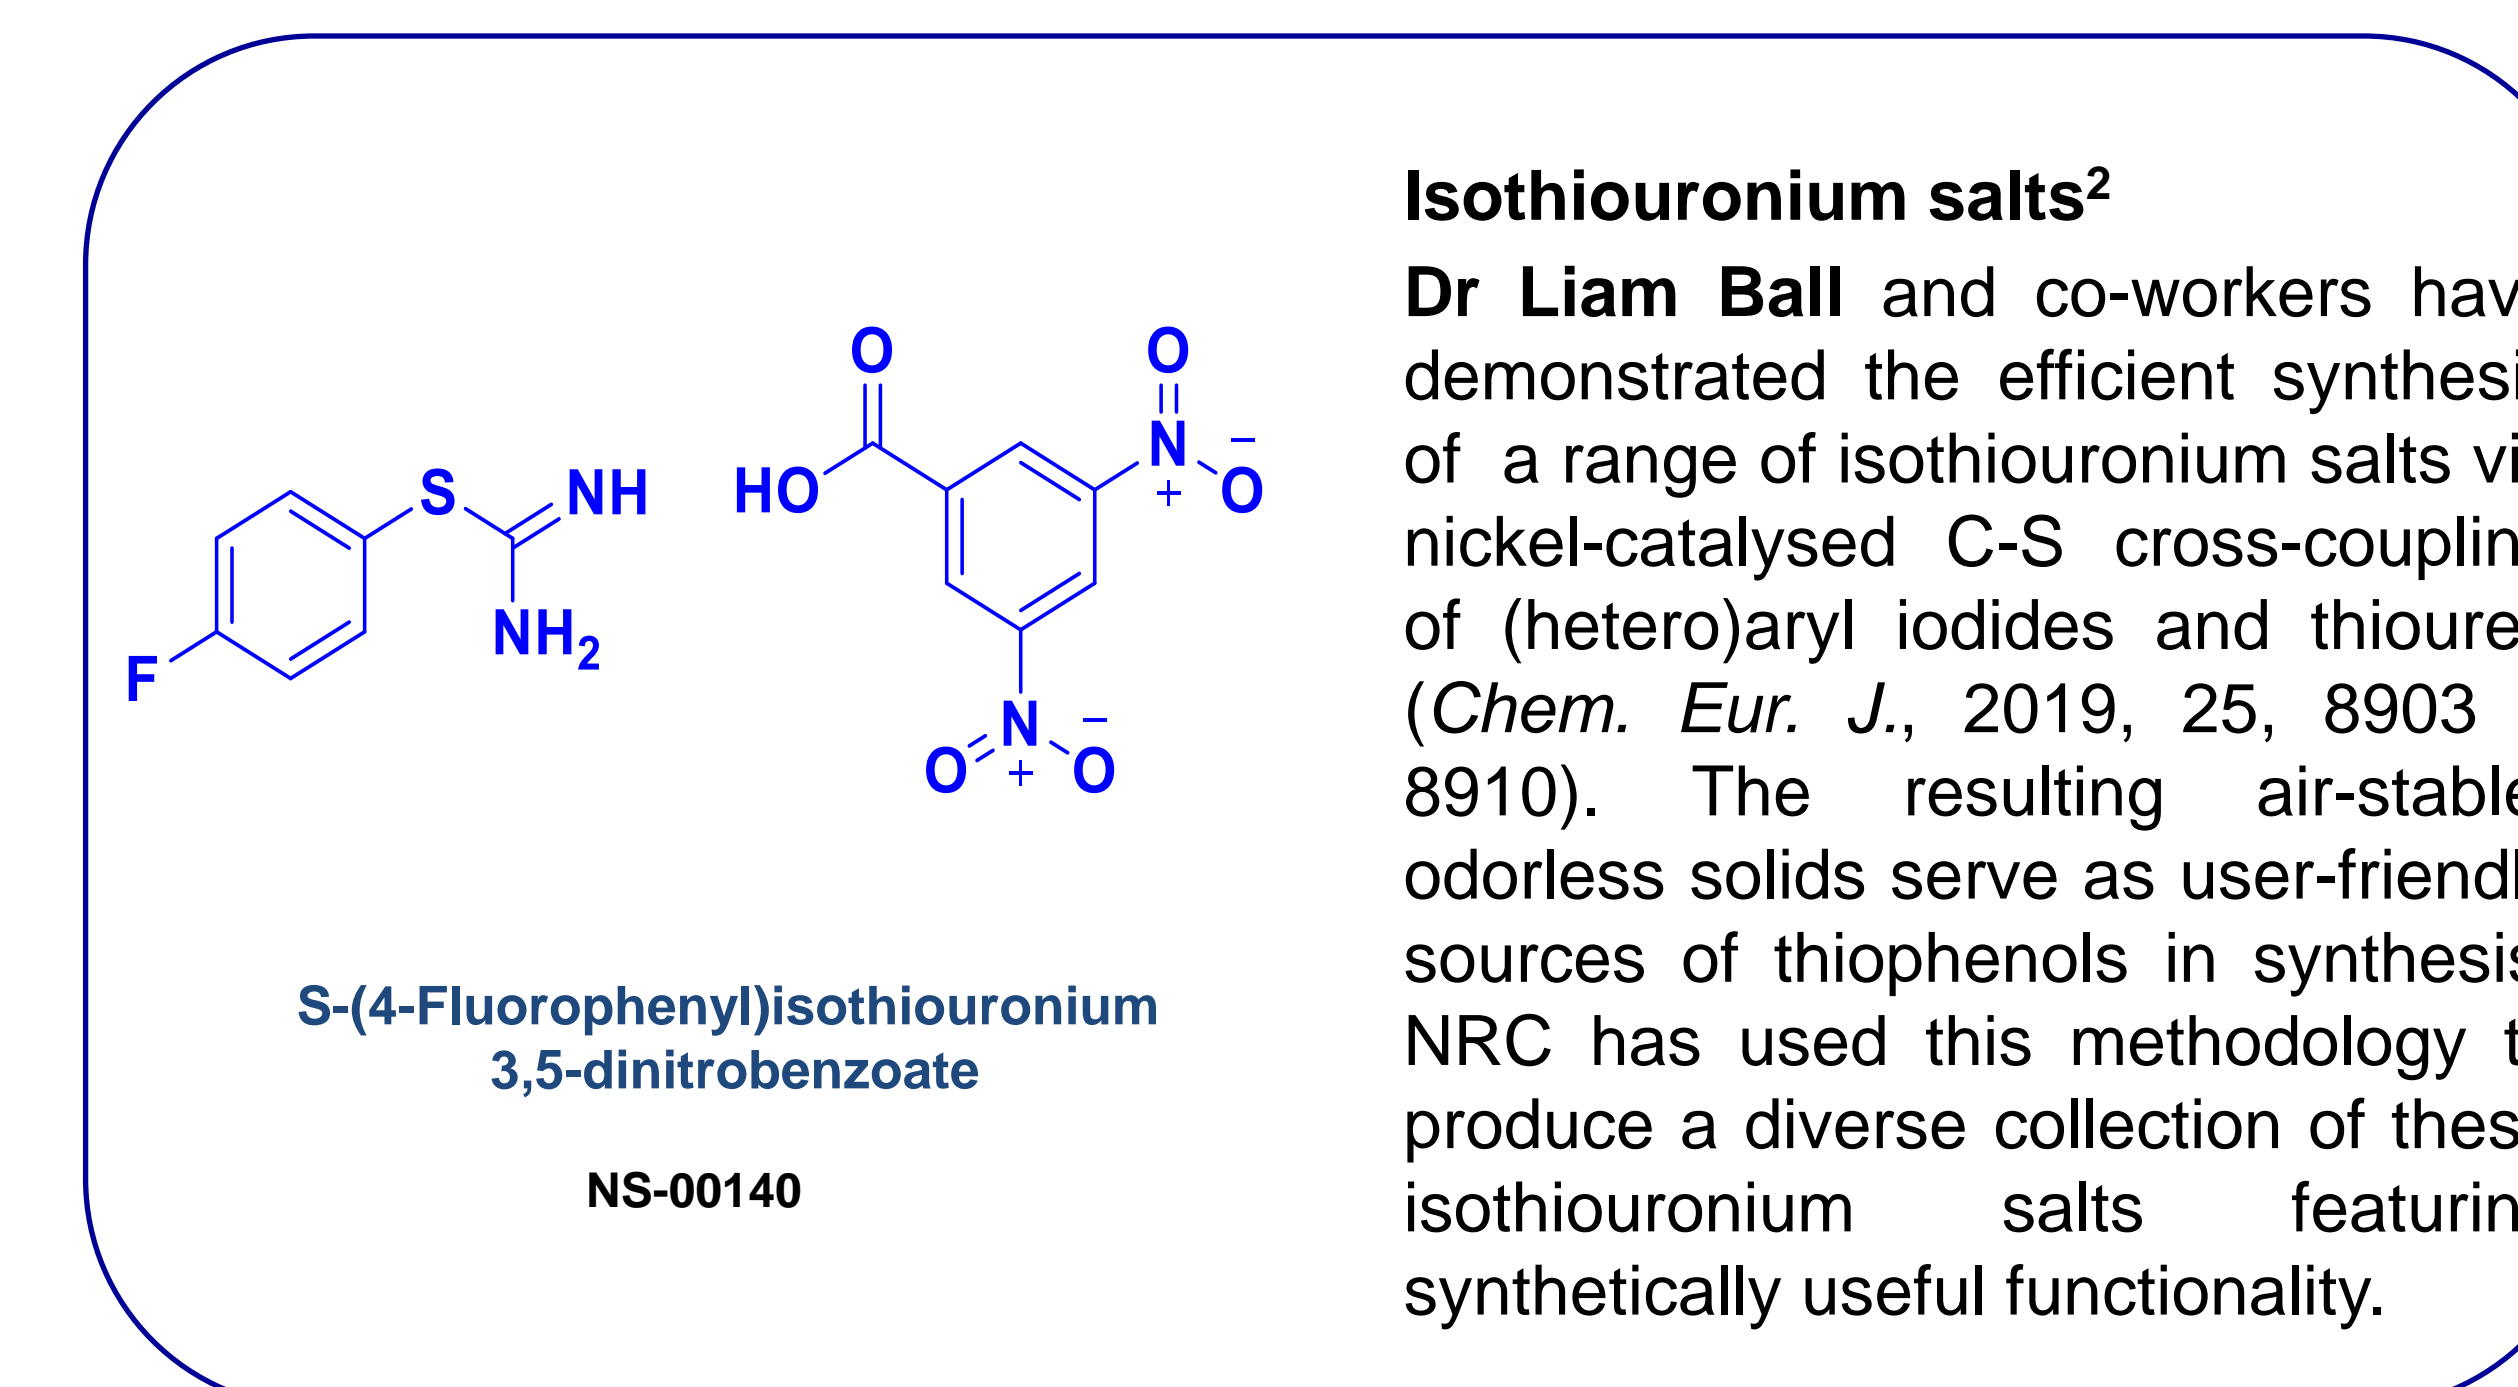 O
O
N
−
HO
O
+
S
NH
NH2
F
N
−
O
+
O
S-(4-Fluorophenyl)isothiouronium
3,5-dinitrobenzoate
NS-00140
Isothiouronium salts²
Dr Liam Ball and co-workers hav
demonstrated the efficient synthesi
of a range of isothiouronium salts vi
nickel-catalysed C-S cross-couplin
of (hetero)aryl iodides and thioure
(Chem. Eur. J., 2019, 25, 8903
8910). The resulting air-stable
odorless solids serve as user-friendl
sources of thiophenols in synthesis
NRC has used this methodology t
produce a diverse collection of thes
isothiouronium salts featurin
synthetically useful functionality.